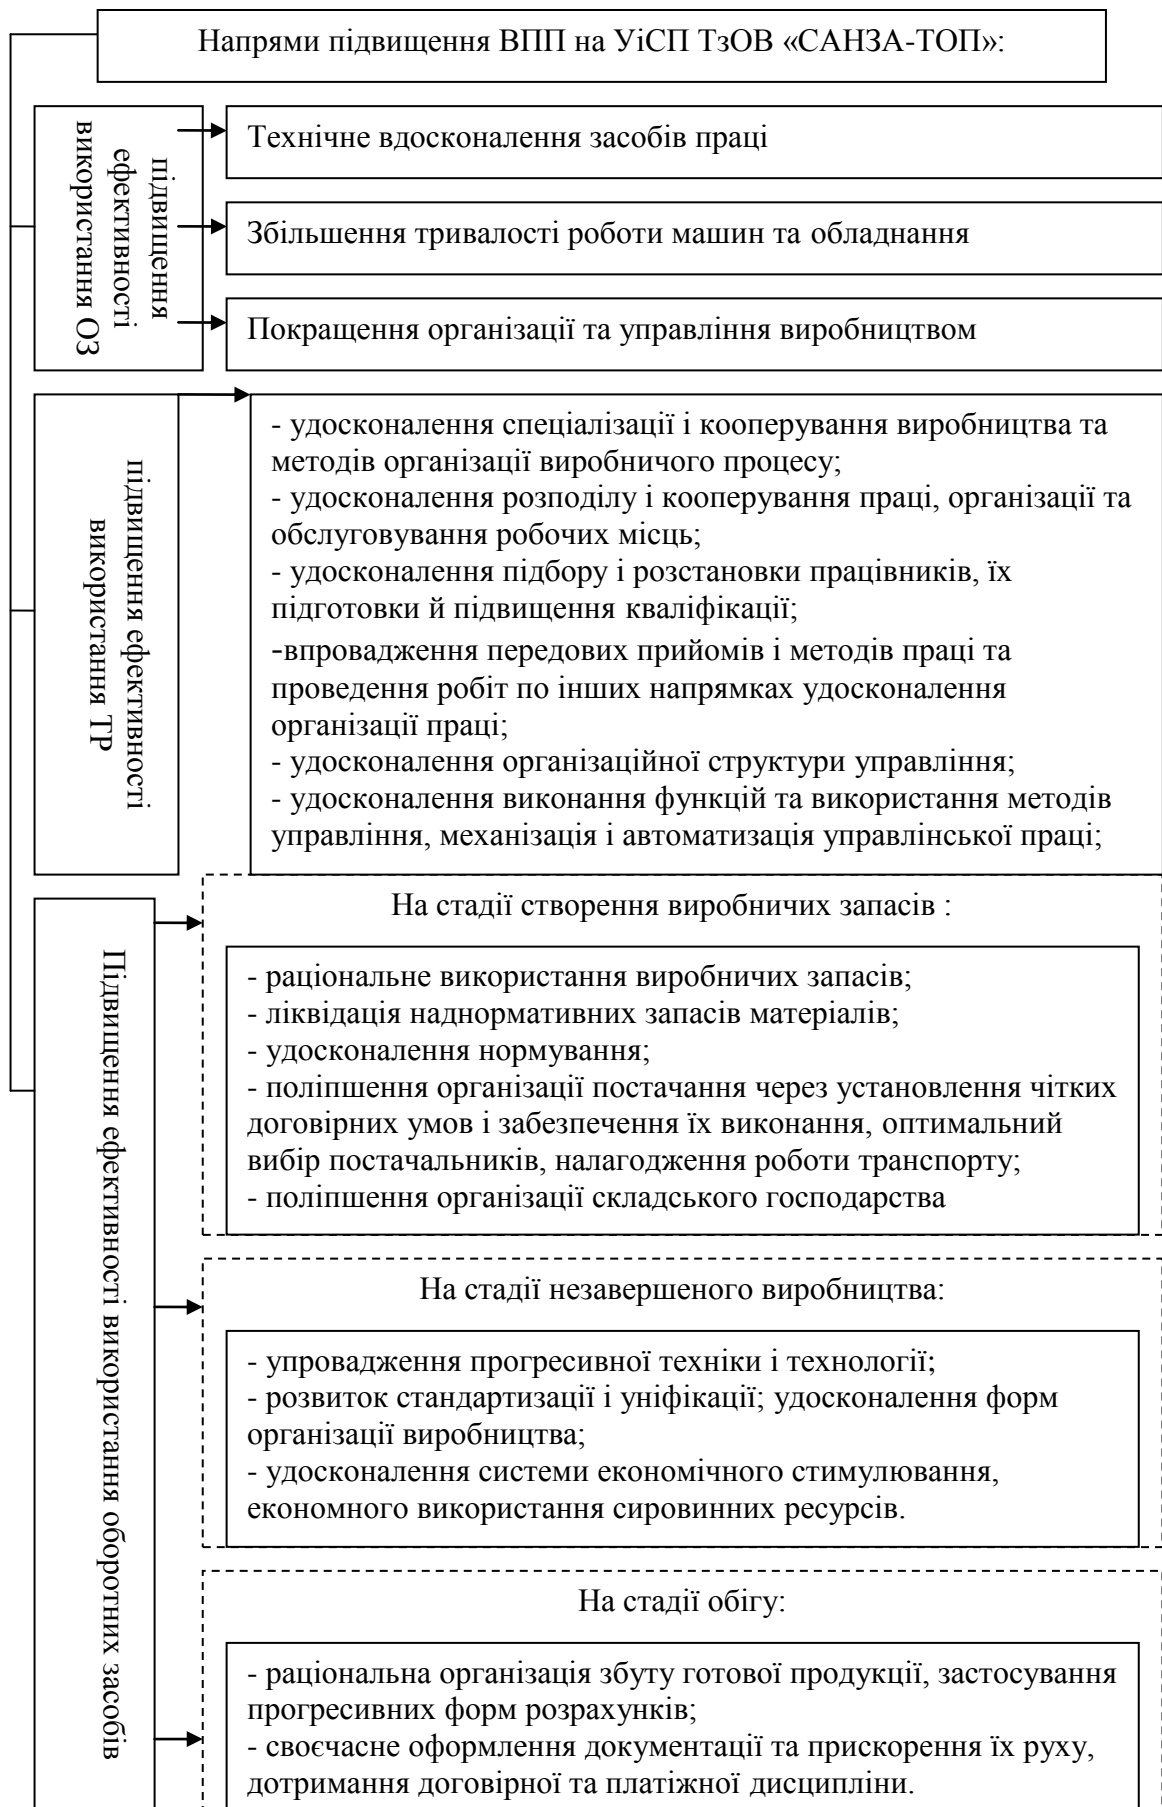 Напрями підвищення ВПП на УіСП ТзОВ «САНЗА-ТОП»:
підвищення
ефективності
використання ОЗ
Технічне вдосконалення засобів праці
Збільшення тривалості роботи машин та обладнання
Покращення організації та управління виробництвом
підвищення ефективності
використання ТР
- удосконалення спеціалізації і кооперування виробництва та
методів організації виробничого процесу;
- удосконалення розподілу і кооперування праці, організації та
обслуговування робочих місць;
- удосконалення підбору і розстановки працівників, їх
підготовки й підвищення кваліфікації;
-впровадження передових прийомів і методів праці та
проведення робіт по інших напрямках удосконалення
організації праці;
- удосконалення організаційної структури управління;
- удосконалення виконання функцій та використання методів
управління, механізація і автоматизація управлінської праці;
Підвищення ефективності використання оборотних засобів
На стадії створення виробничих запасів :
- раціональне використання виробничих запасів;
- ліквідація наднормативних запасів матеріалів;
- удосконалення нормування;
- поліпшення організації постачання через установлення чітких
договірних умов і забезпечення їх виконання, оптимальний
вибір постачальників, налагодження роботи транспорту;
- поліпшення організації складського господарства
На стадії незавершеного виробництва:
- упровадження прогресивної техніки і технології;
- розвиток стандартизації і уніфікації; удосконалення форм
організації виробництва;
- удосконалення системи економічного стимулювання,
економного використання сировинних ресурсів.
На стадії обігу:
- раціональна організація збуту готової продукції, застосування
прогресивних форм розрахунків;
- своєчасне оформлення документації та прискорення їх руху,
дотримання договірної та платіжної дисципліни.